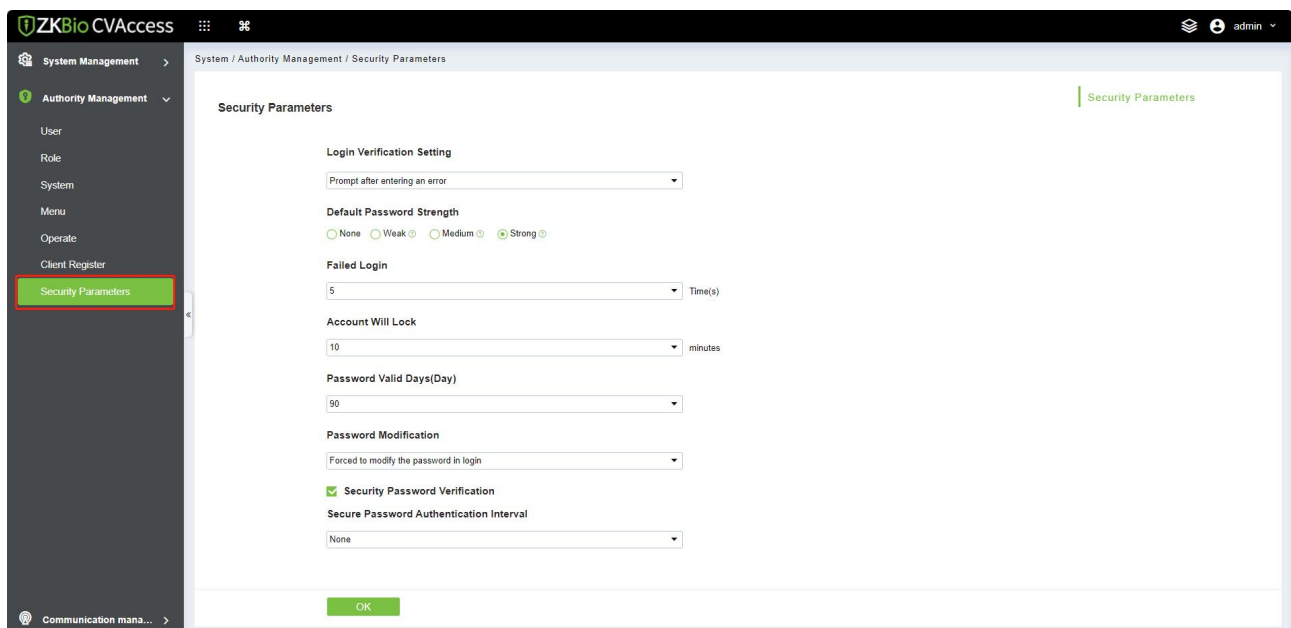 ZKBio CVAccess
admin
System Management
Authority Management
User
Role
System
Menu
Operate
Client Register
Security Parameters
Communication mana...
System / Authority Management / Security Parameters
Security Parameters
Security Parameters
Login Verification Setting
Prompt after entering an error
Default Password Strength
None Weak Medium Strong
Failed Login
5 Time(s)
Account Will Lock
10 minutes
Password Valid Days(Day)
90
Password Modification
Forced to modify the password in login
Security Password Verification
Secure Password Authentication Interval
None
OK